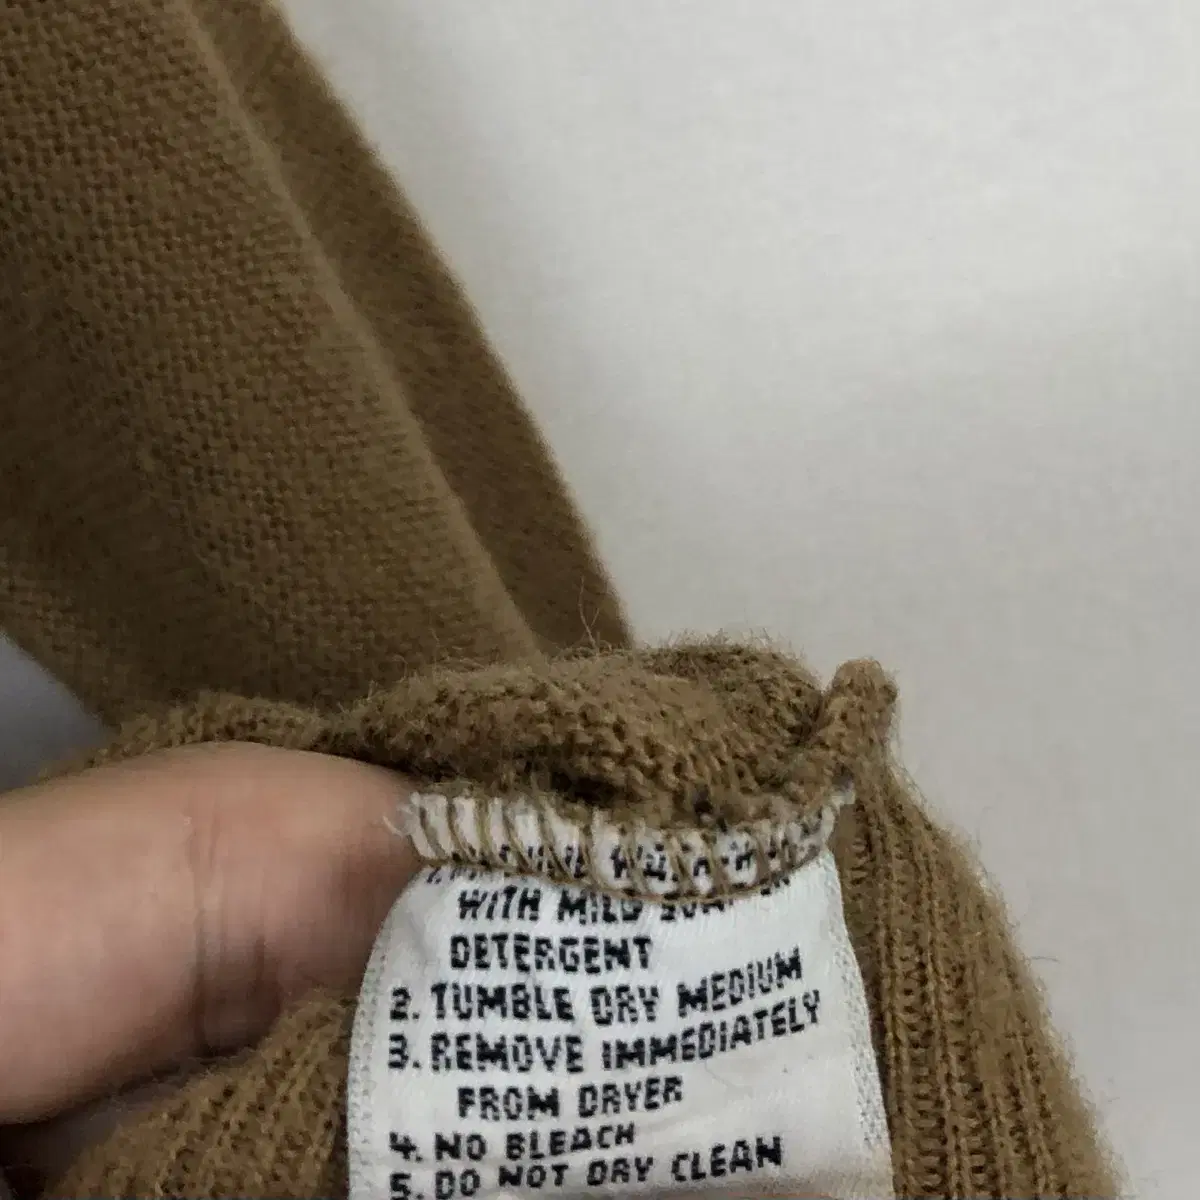 WITH MILD
DETERGENT
2. TUMBLE DRY MEDIUM
3. REMOVE IMMEDIATELY
FROM DRYER
4. NO BLEACH
5. DO NOT DRY CLEAN